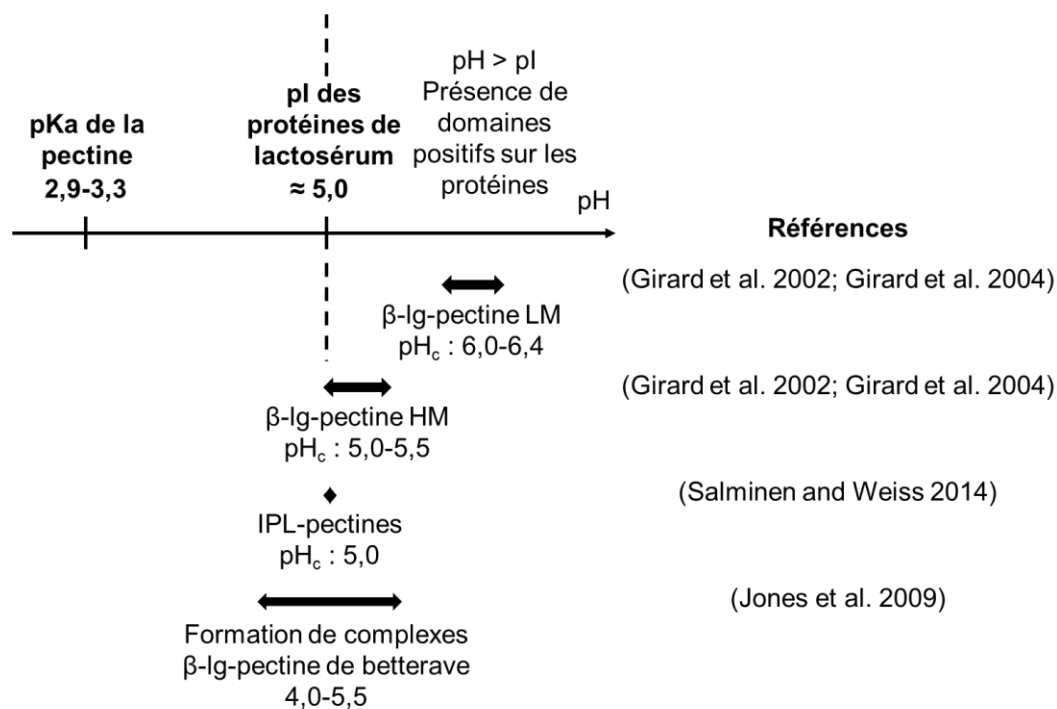 pKa de la
pectine
2,9-3,3
pI des
protéines de
lactosérum
≈ 5,0
pH > pI
Présence de
domaines
positifs sur les
protéines
pH
Références
β-lg-pectine LM
pHc : 6,0-6,4
(Girard et al. 2002; Girard et al. 2004)
β-lg-pectine HM
pHc : 5,0-5,5
(Girard et al. 2002; Girard et al. 2004)
IPL-pectines
pHc : 5,0
(Salminen and Weiss 2014)
Formation de complexes
β-lg-pectine de betterave
4,0-5,5
(Jones et al. 2009)